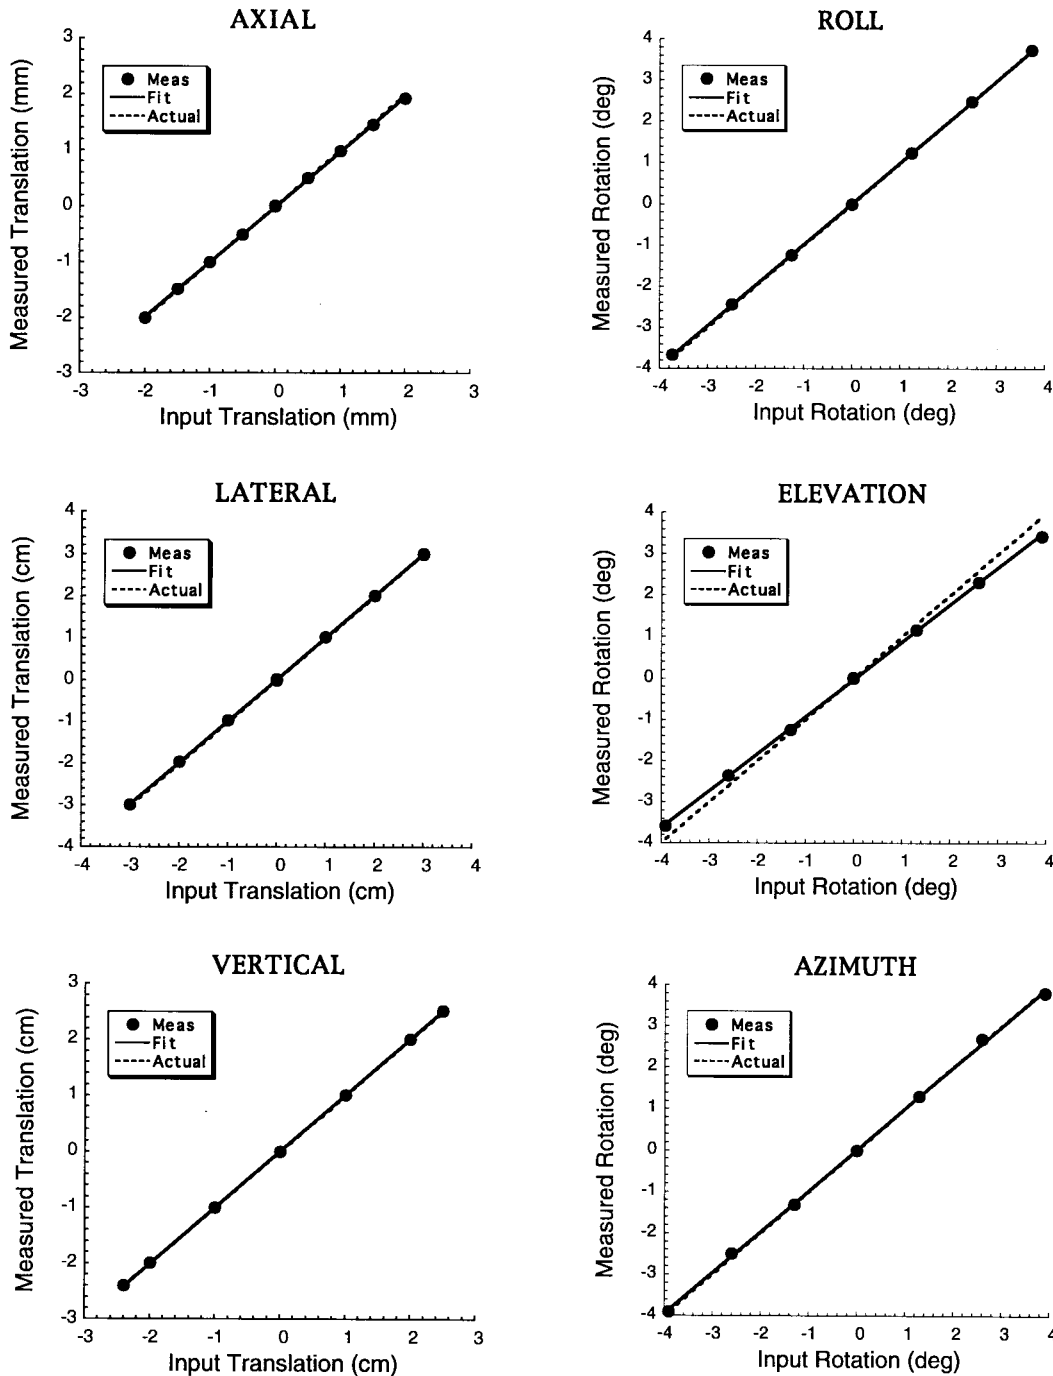 AXIAL
Measured Translation (mm)
3
2
1
0
-1
-2
-3
Meas
Fit
Actual
-3 -2 -1 0 1 2 3
Input Translation (mm)
ROLL
Measured Rotation (deg)
4
3
2
1
0
-1
-2
-3
-4
Meas
Fit
Actual
-4 -3 -2 -1 0 1 2 3 4
Input Rotation (deg)
LATERAL
Measured Translation (cm)
4
3
2
1
0
-1
-2
-3
-4
Meas
Fit
Actual
-4 -3 -2 -1 0 1 2 3 4
Input Translation (cm)
ELEVATION
Measured Rotation (deg)
4
3
2
1
0
-1
-2
-3
-4
Meas
Fit
Actual
-4 -3 -2 -1 0 1 2 3 4
Input Rotation (deg)
VERTICAL
Measured Translation (cm)
3
2
1
0
-1
-2
-3
Meas
Fit
Actual
-3 -2 -1 0 1 2 3
Input Translation (cm)
AZIMUTH
Measured Rotation (deg)
4
3
2
1
0
-1
-2
-3
-4
Meas
Fit
Actual
-4 -3 -2 -1 0 1 2 3 4
Input Rotation (deg)